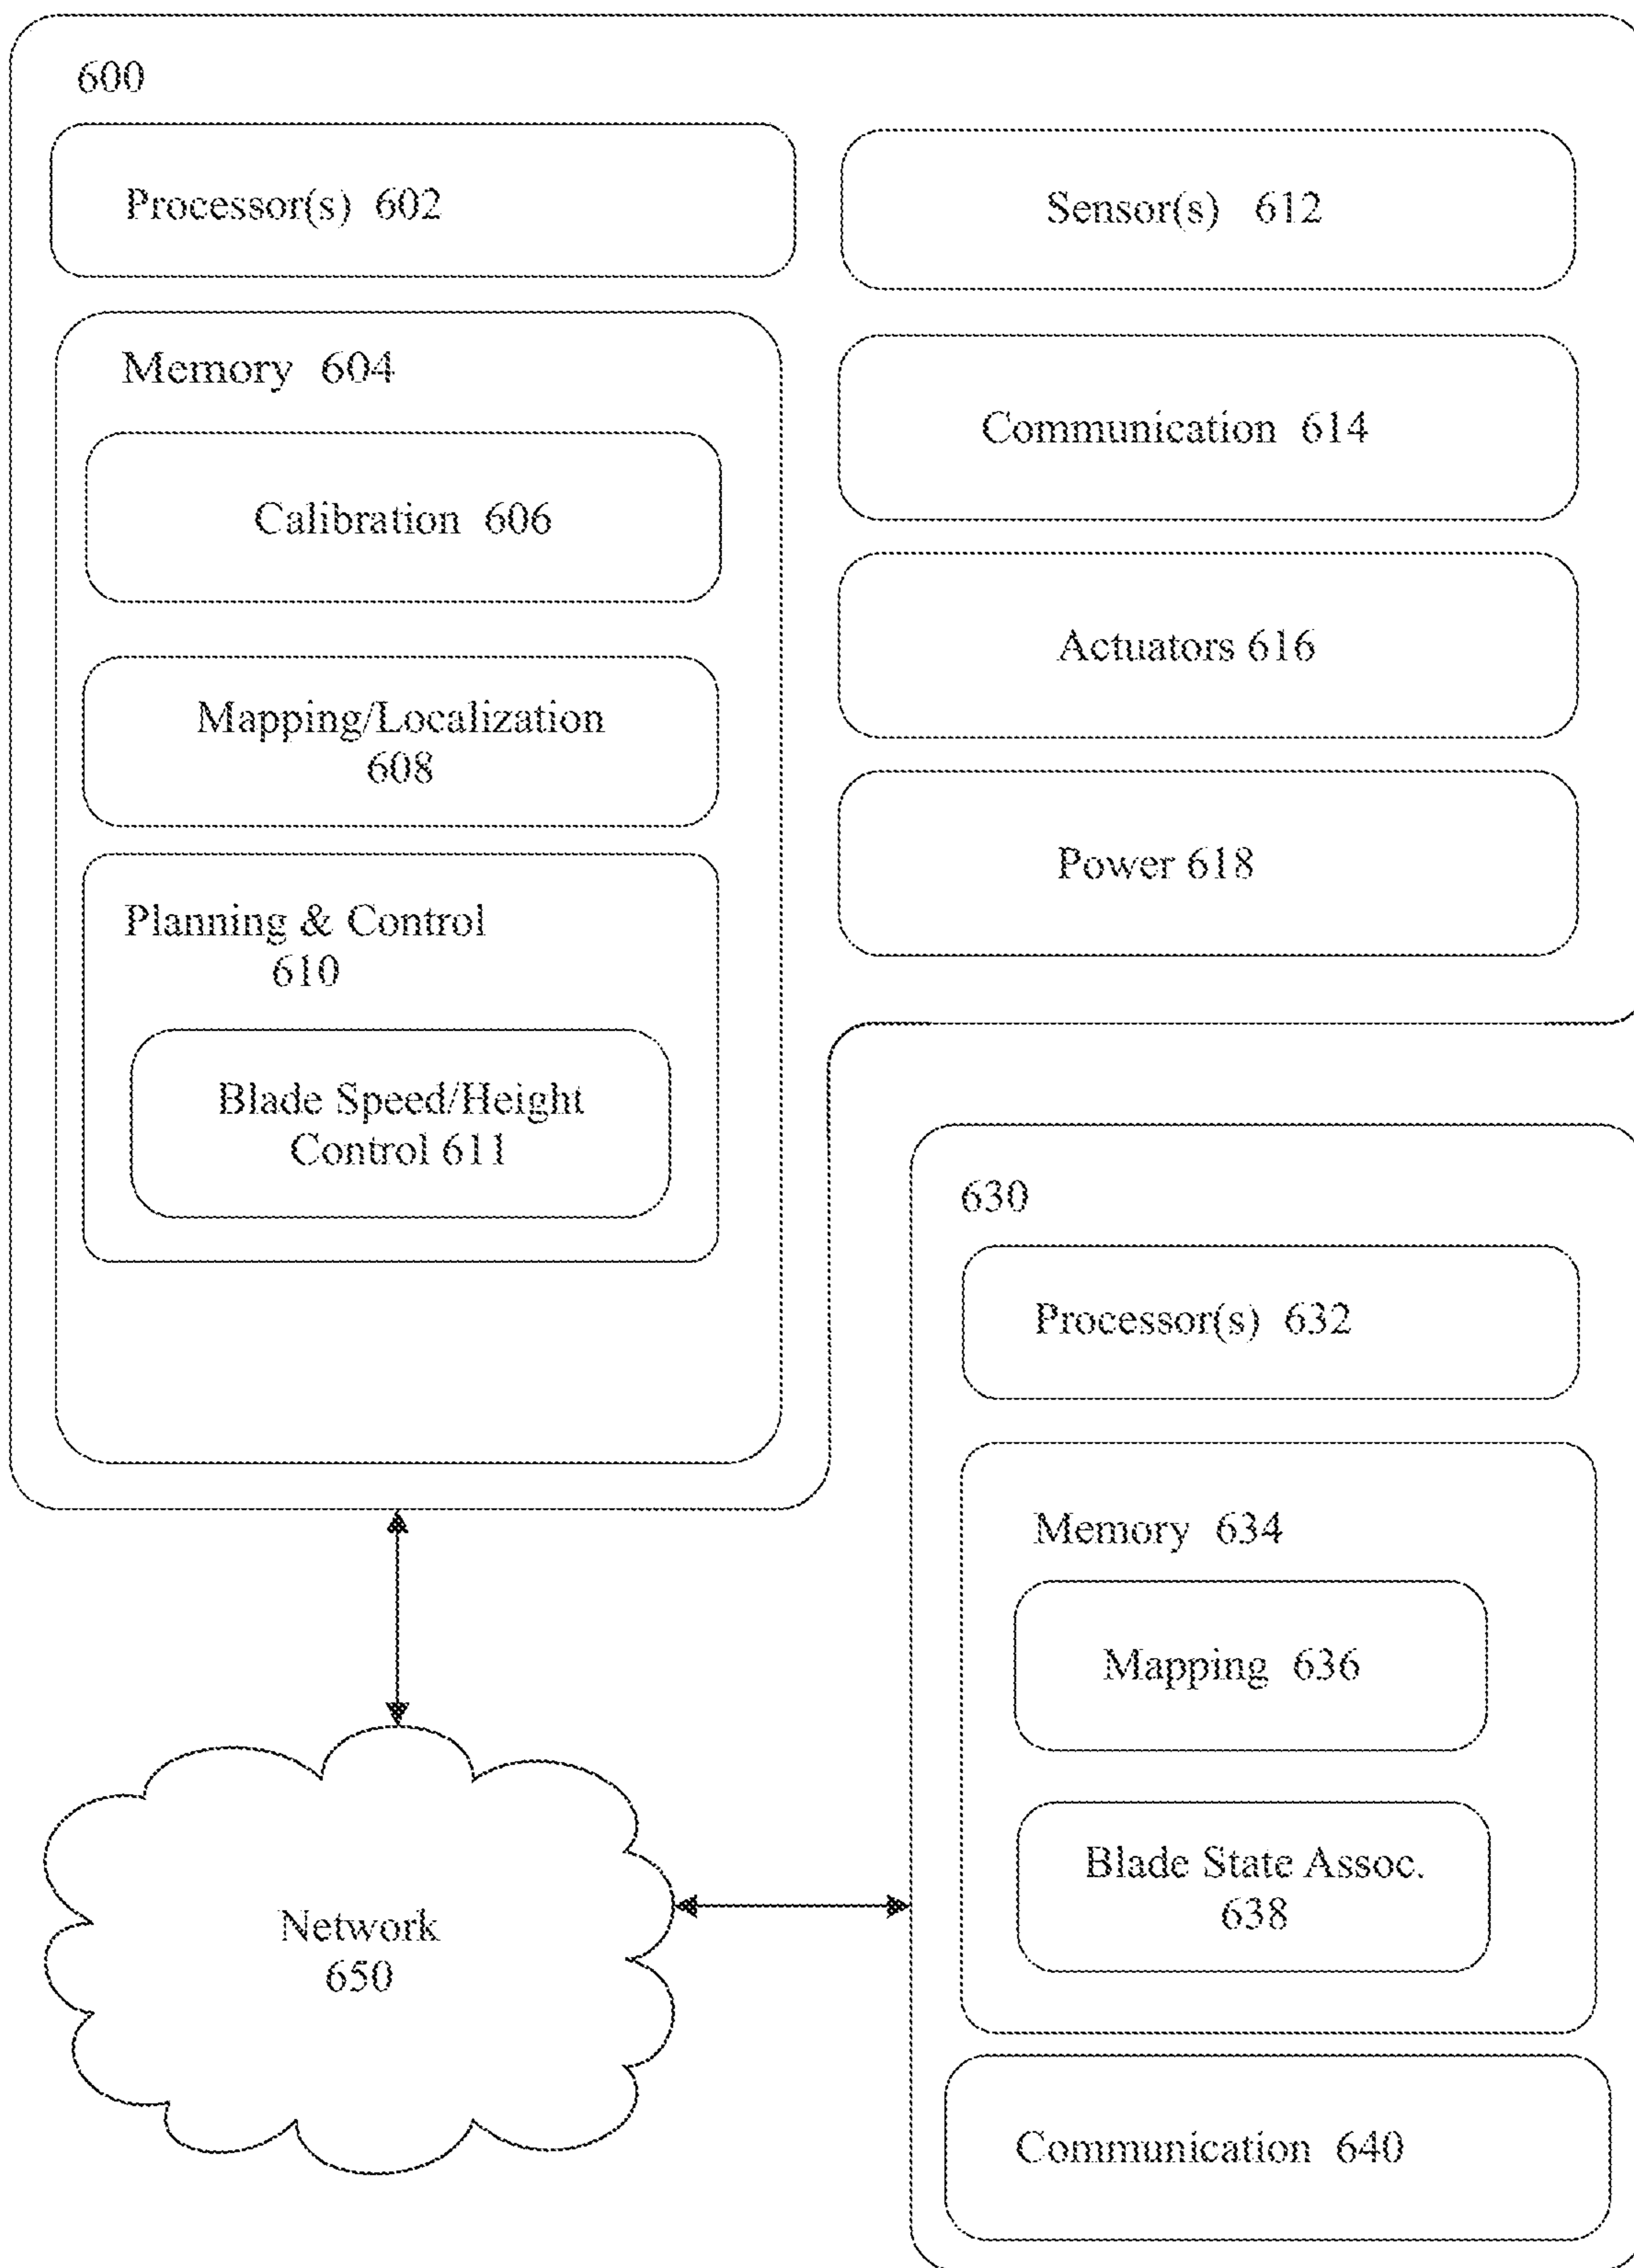 600
Processor(s) 602
Memory 604
Calibration 606
Mapping/Localization
608
Planning & Control
610
Blade Speed/Height
Control 611
Sensor(s) 612
Communication 614
Actuators 616
Power 618
630
Processor(s) 632
Memory 634
Mapping 636
Blade State Assoc.
638
Communication 640
Network
650